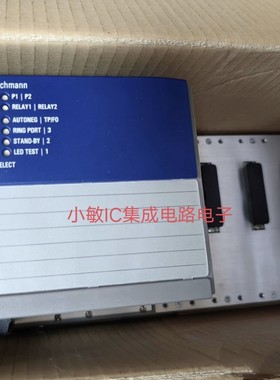 chmann
P1 | P2
RELAY1 | RELAY2
AUTONEG | TP/FO
RING PORT | 3
STAND-BY | 2
LED TEST | 1
ELECT
小敏IC集成电路电子